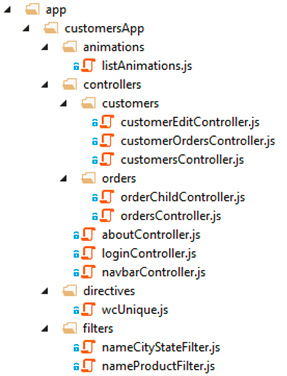 app
customersApp
animations
listAnimations.js
controllers
customers
customerEditController.js
customerOrdersController.js
customersController.js
orders
orderChildController.js
ordersController.js
aboutController.js
loginController.js
navbarController.js
directives
wcUnique.js
filters
nameCityStateFilter.js
nameProductFilter.js